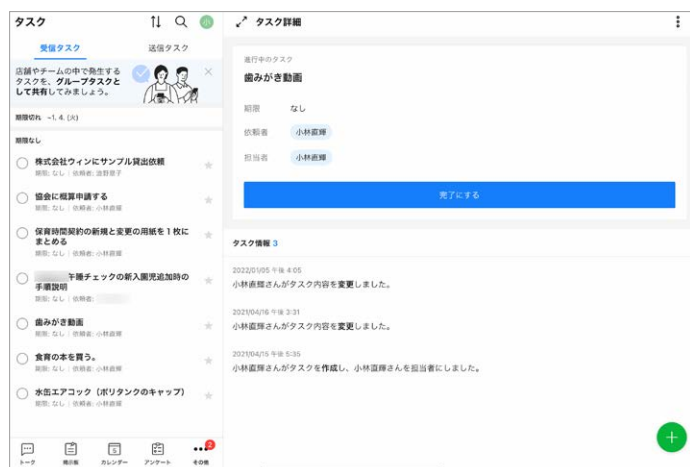 タスク
小
受信タスク
送信タスク
店舗やチームの中で発生する
タスクを、グループタスクと
して共有してみましょう。
期限切れ ~1. 4. (火)
期限なし
株式会社ウィンにサンプル貸出依頼
期限: なし | 依頼者:
協会に概算申請する
期限: なし | 依頼者: 小林直輝
保育時間契約の新規と変更の用紙を1枚に
まとめる
期限: なし | 依頼者: 小林直輝
午睡チェックの新入園児追加時の
手順説明
期限: なし | 依頼者:
歯みがき動画
期限: なし | 依頼者: 小林直輝
食育の本を買う。
期限: なし | 依頼者: 小林直輝
水缶エアコック（ポリタンクのキャップ）
期限: なし | 依頼者: 小林直輝
トーク
掲示板
5
カレンダー
アンケート
2
その他
タスク詳細
進行中のタスク
歯みがき動画
期限 なし
依頼者 小林直輝
担当者 小林直輝
完了にする
タスク情報 3
2022/01/05 午後 4:05
小林直輝さんがタスク内容を変更しました。
2021/04/16 午後 3:31
小林直輝さんがタスク内容を変更しました。
2021/04/15 午後 5:35
小林直輝さんがタスクを作成し、小林直輝さんを担当者にしました。